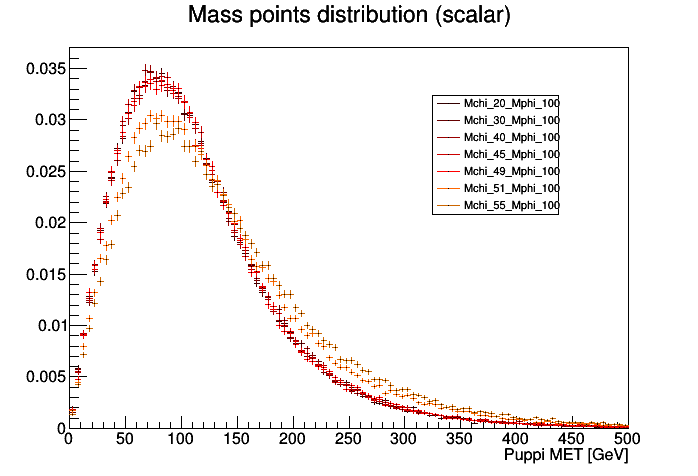 Mass points distribution (scalar)
0.035
0.03
0.025
0.02
0.015
0.01
0.005
0
Mchi_20_Mphi_100
Mchi_30_Mphi_100
Mchi_40_Mphi_100
Mchi_45_Mphi_100
Mchi_49_Mphi_100
Mchi_51_Mphi_100
Mchi_55_Mphi_100
0 50 100 150 200 250 300 350 400 450 500
Puppi MET [GeV]